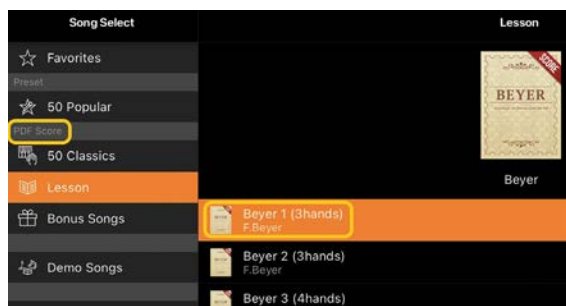 Song Select
Favorites
Preset
50 Popular
PDF Score
50 Classics
Lesson
Bonus Songs
Demo Songs
Lesson
SCORE
BEYER
Beyer
Beyer 1 (3hands)
F.Beyer
Beyer 2 (3hands)
F.Beyer
Beyer 3 (4hands)